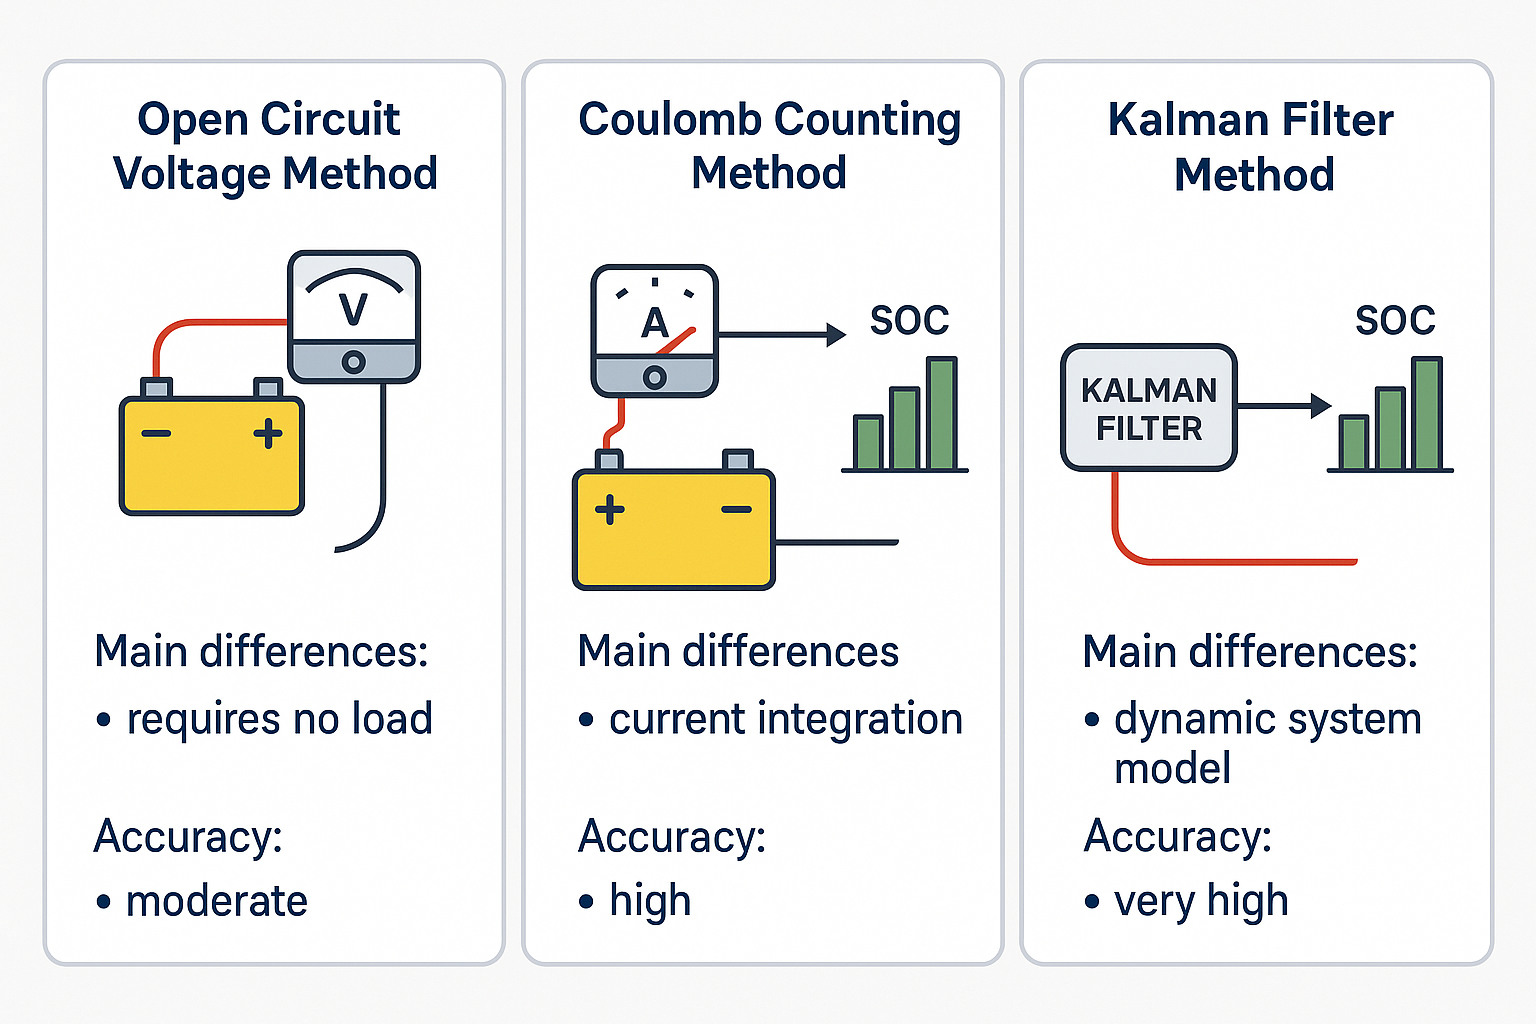 Open Circuit
Voltage Method
V
− +
Main differences:
• requires no load
Accuracy:
• moderate
Coulomb Counting
Method
A
SOC
+ −
Main differences
• current integration
Accuracy:
• high
Kalman Filter
Method
SOC
KALMAN
FILTER
Main differences:
• dynamic system
model
Accuracy:
• very high